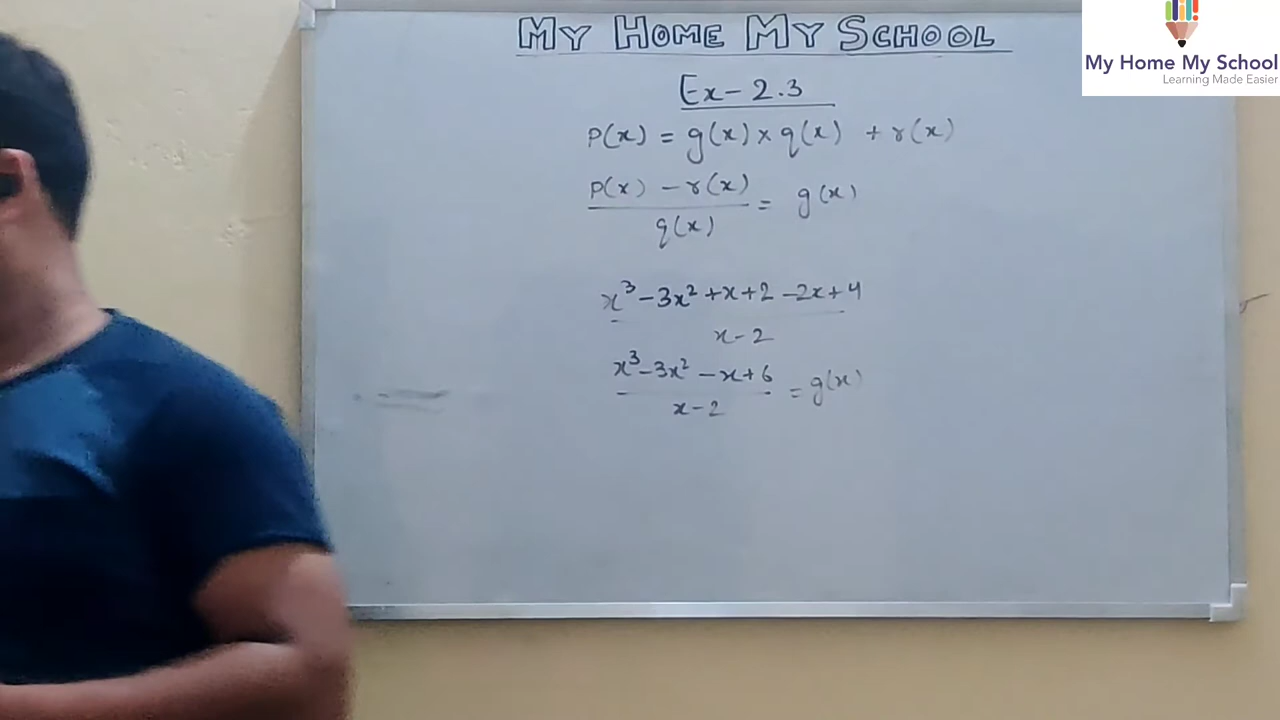 MY HOME MY SCHOOL
My Home My School
Learning Made Easier
Ex-2.3
p(x) = g(x) × q(x) + r(x)
p(x) - r(x)
q(x)
= g(x)
x³ - 3x² + x + 2 - 2x + 4
x - 2
x³ - 3x² - x + 6
x - 2
= g(x)